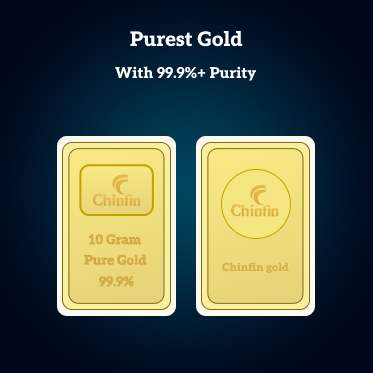 Purest Gold
With 99.9%+ Purity
Chinfin
10 Gram
Pure Gold
99.9%
Chinfin
Chinfin gold